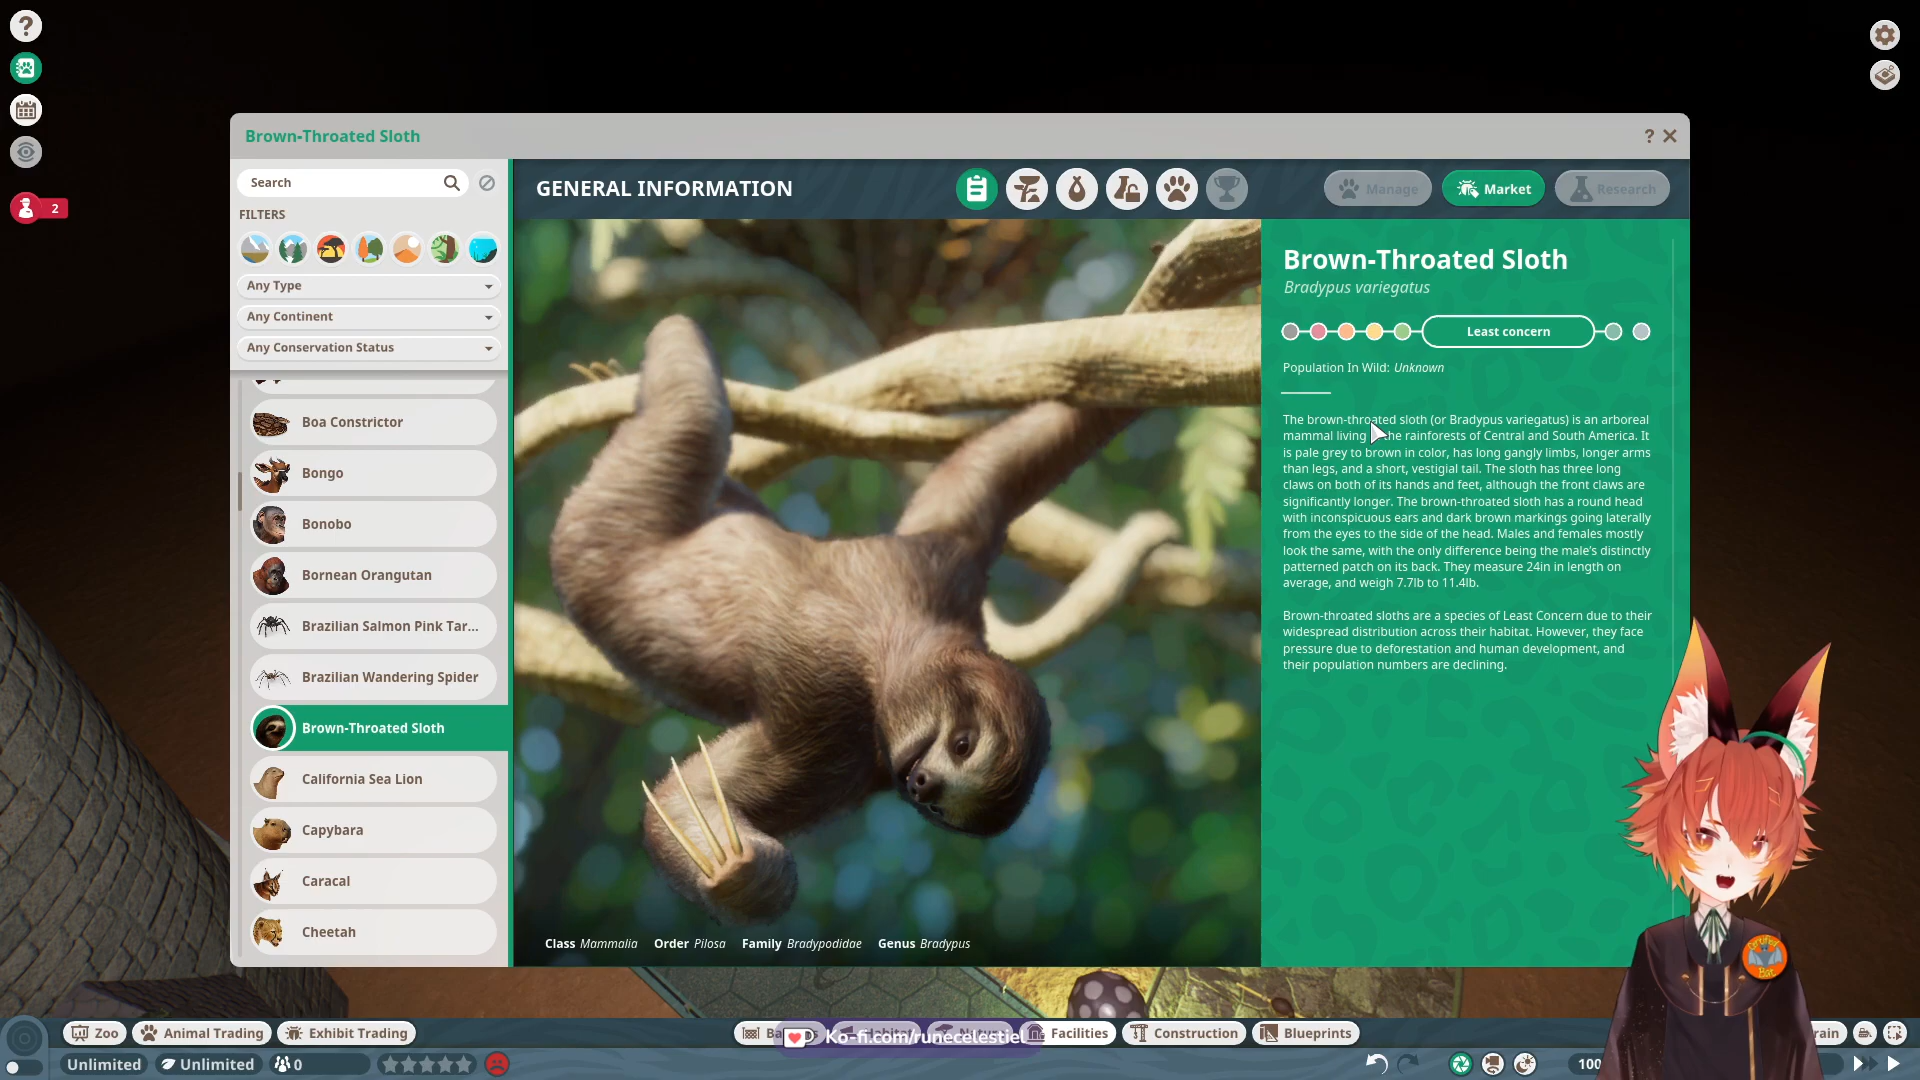 2
Brown-Throated Sloth
?
Search
FILTERS
Any Type
Any Continent
Any Conservation Status
Boa Constrictor
Bongo
Bonobo
Bornean Orangutan
Brazilian Salmon Pink Tar...
Brazilian Wandering Spider
Brown-Throated Sloth
California Sea Lion
Capybara
Caracal
Cheetah
GENERAL INFORMATION
Manage
Market
Research
Class Mammalia Order Pilosa Family Bradypodidae Genus Bradypus
Brown-Throated Sloth
Bradypus variegatus
Least concern
Population In Wild: Unknown
The brown-throated sloth (or Bradypus variegatus) is an arboreal
mammal living the rainforests of Central and South America. It
is pale grey to brown in color, has long gangly limbs, longer arms
than legs, and a short, vestigial tail. The sloth has three long
claws on both of its hands and feet, although the front claws are
significantly longer. The brown-throated sloth has a round head
with inconspicuous ears and dark brown markings going laterally
from the eyes to the side of the head. Males and females mostly
look the same, with the only difference being the male's distinctly
patterned patch on its back. They measure 24in in length on
average, and weigh 7.7lb to 11.4lb.
Brown-throated sloths are a species of Least Concern due to their
widespread distribution across their habitat. However, they face
pressure due to deforestation and human development, and
their population numbers are declining.
Zoo
Animal Trading
Exhibit Trading
Ko-fi.com/runecelestiel
Facilities
Construction
Blueprints
Unlimited
Unlimited
0
100